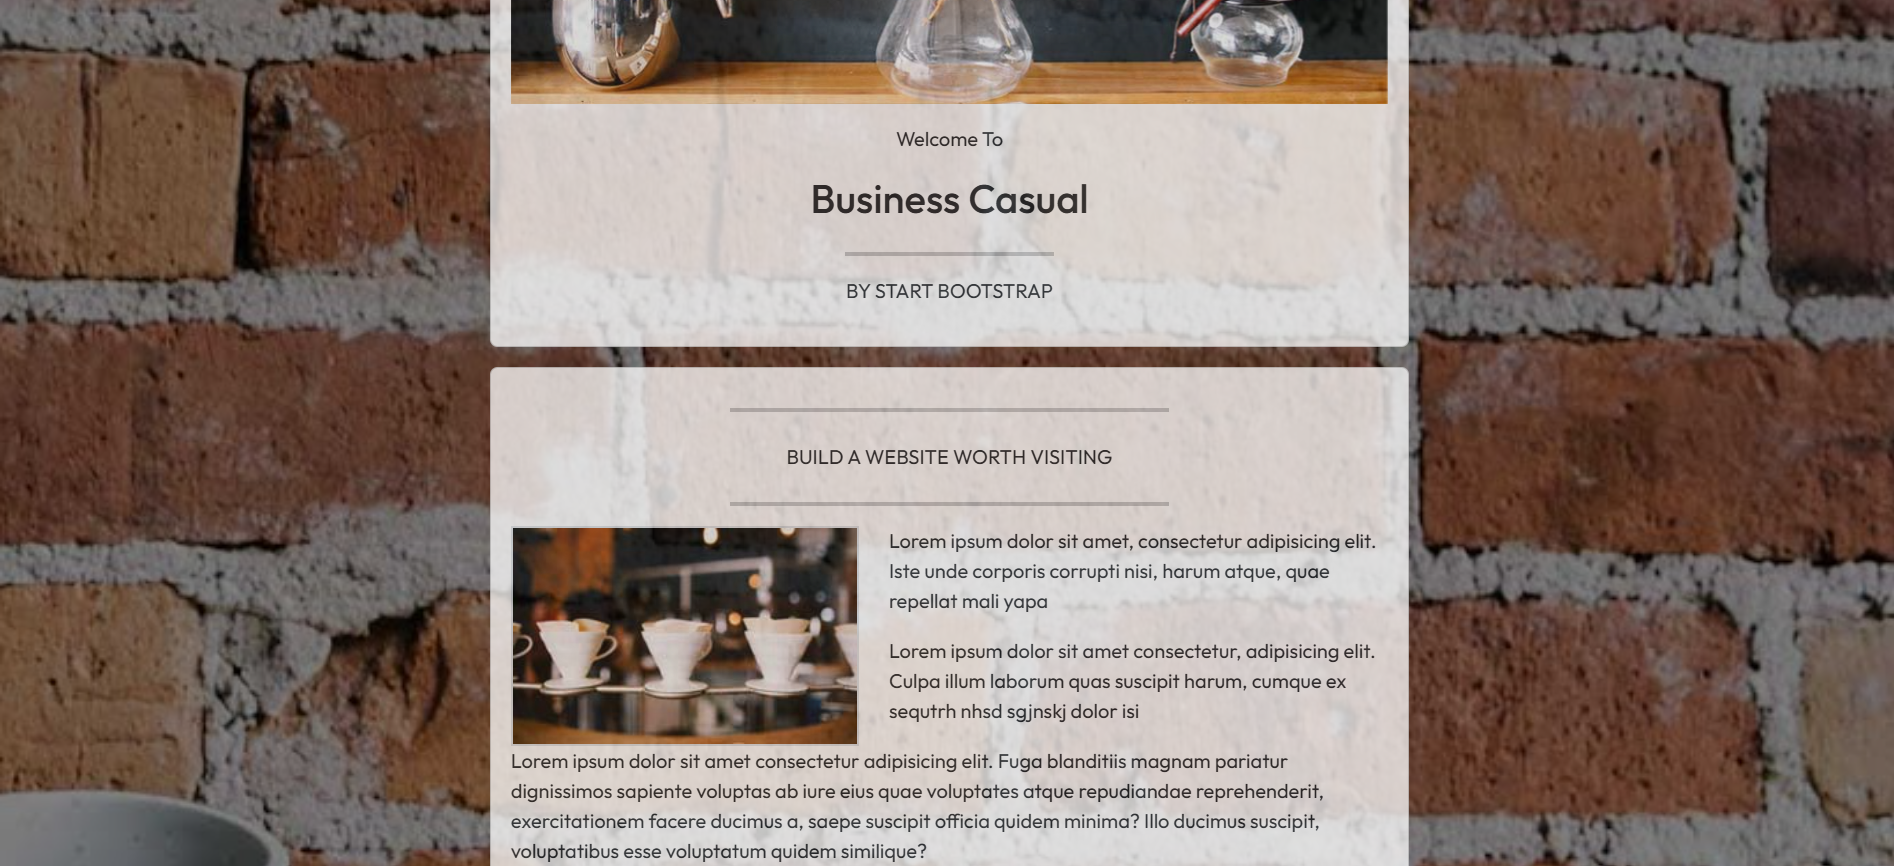 Welcome To
Business Casual
BY START BOOTSTRAP
BUILD A WEBSITE WORTH VISITING
Lorem ipsum dolor sit amet, consectetur adipisicing elit.
Iste unde corporis corrupti nisi, harum atque, quae
repellat mali yapa
Lorem ipsum dolor sit amet consectetur, adipisicing elit.
Culpa illum laborum quas suscipit harum, cumque ex
sequtrh nhsd sgjnskj dolor isi
Lorem ipsum dolor sit amet consectetur adipisicing elit. Fuga blanditiis magnam pariatur
dignissimos sapiente voluptas ab iure eius quae voluptates atque repudiandae reprehenderit,
exercitationem facere ducimus a, saepe suscipit officia quidem minima? Illo ducimus suscipit,
voluptatibus esse voluptatum quidem similique?